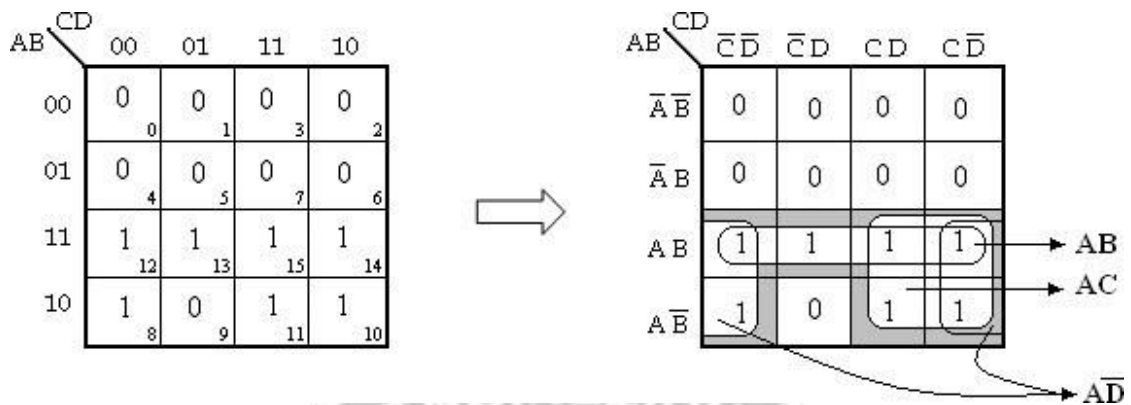 CD
AB 00 01 11 10
00 0 0 0 0
0 1 3 2
01 0 0 0 0
4 5 7 6
11 1 1 1 1
12 13 15 14
10 1 0 1 1
8 9 11 10
CD
AB C̅D̅ C̅D CD CD̅
A̅B̅ 0 0 0 0
A̅B 0 0 0 0
AB 1 1 1 1 AB
AC
AB̅ 1 0 1 1
AD̅